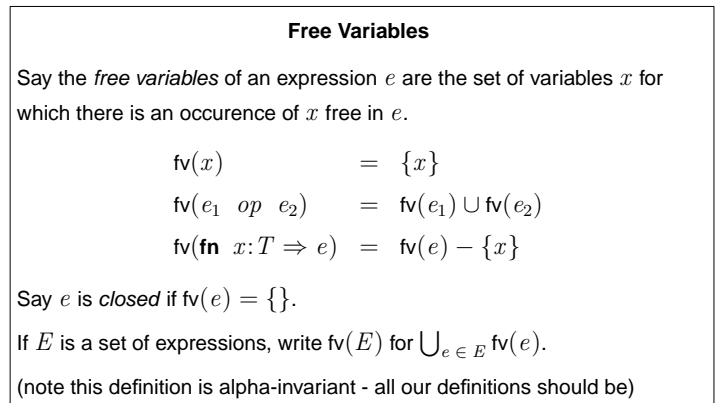 Free Variables
Say the free variables of an expression e are the set of variables x for
which there is an occurence of x free in e.
fv(x) = {x}
fv(e₁ op e₂) = fv(e₁) ∪ fv(e₂)
fv(fn x:T ⇒ e) = fv(e) − {x}
Say e is closed if fv(e) = {}.
If E is a set of expressions, write fv(E) for ⋃ₑ ∈ E fv(e).
(note this definition is alpha-invariant - all our definitions should be)